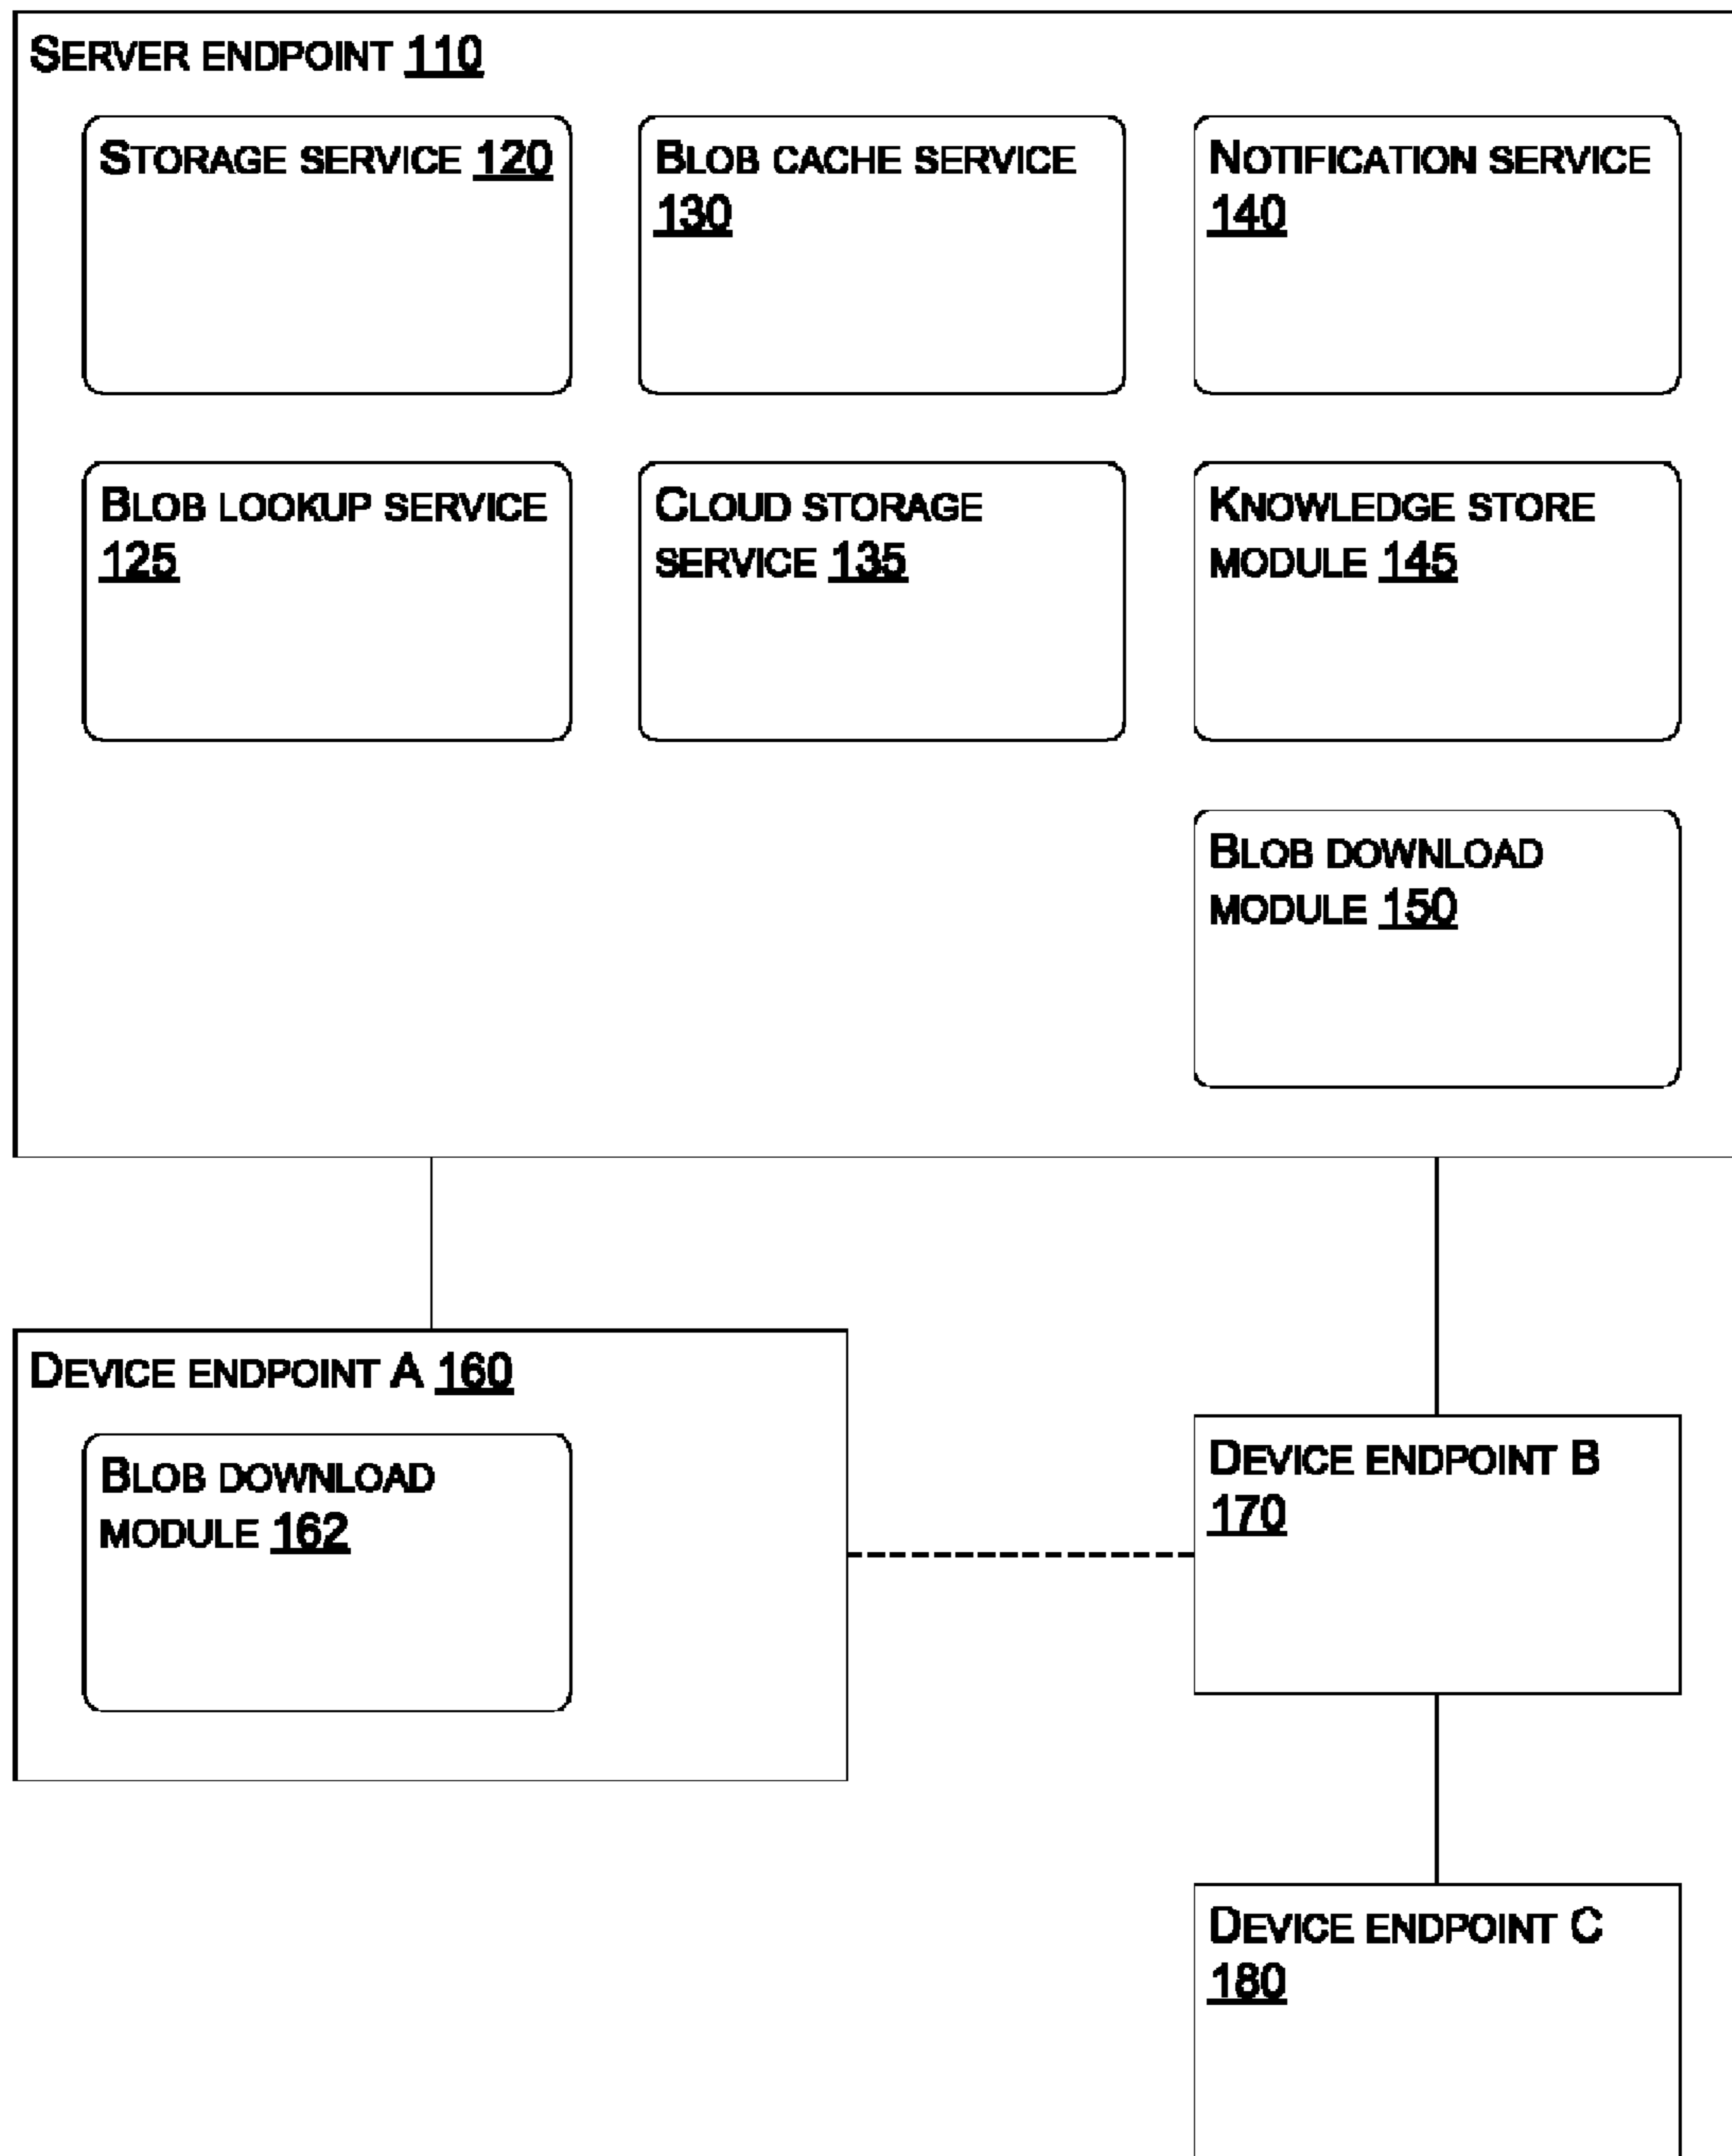 SERVER ENDPOINT 110
STORAGE SERVICE 120
BLOB CACHE SERVICE
130
NOTIFICATION SERVICE
140
BLOB LOOKUP SERVICE
125
CLOUD STORAGE
SERVICE 135
KNOWLEDGE STORE
MODULE 145
BLOB DOWNLOAD
MODULE 150
DEVICE ENDPOINT A 160
BLOB DOWNLOAD
MODULE 162
DEVICE ENDPOINT B
170
DEVICE ENDPOINT C
180